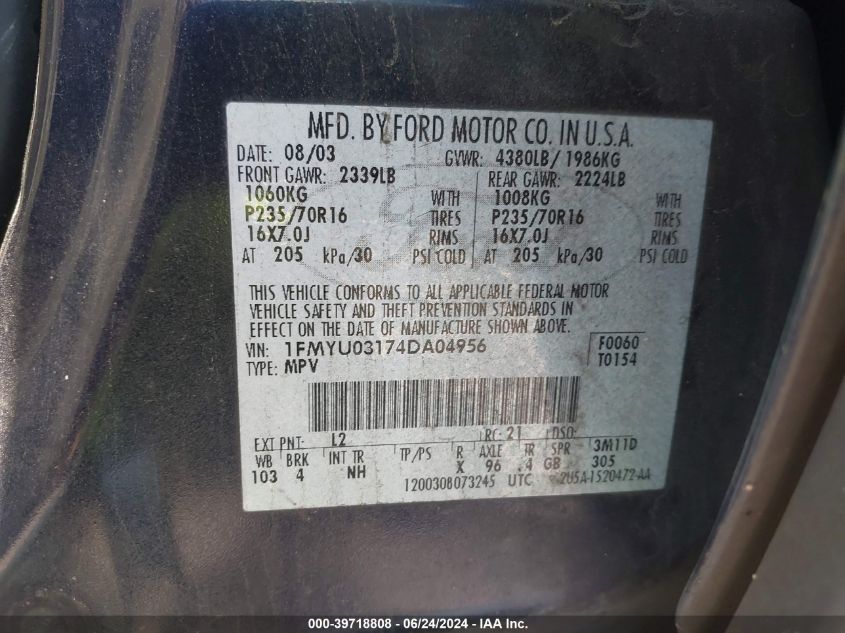 MFD. BY FORD MOTOR CO. IN U.S.A.
DATE: 08/03 GVWR: 4380LB/ 1986KG
FRONT GAWR: 2339LB REAR GAWR: 2224LB
1060KG WITH 1008KG WITH
P235/70R16 TIRES P235/70R16 TIRES
16X7.0J RIMS 16X7.0J RIMS
AT 205 kPa/30 PSI COLD AT 205 kPa/30 PSI COLD
THIS VEHICLE CONFORMS TO ALL APPLICABLE FEDERAL MOTOR
VEHICLE SAFETY AND THEFT PREVENTION STANDARDS IN
EFFECT ON THE DATE OF MANUFACTURE SHOWN ABOVE.
VIN: 1FMYU03174DA04956 F0060
TYPE: MPV T0154
EXT PNT: L2 RC: 21 DSO:
WB BRK INT TR TP/PS R AXLE TR SPR 3M11D
103 4 NH X 96 4 GB 305
1200308073245 UTC 2U5A-1520472-AA
000-39718808 - 06/24/2024 - IAAI Inc.